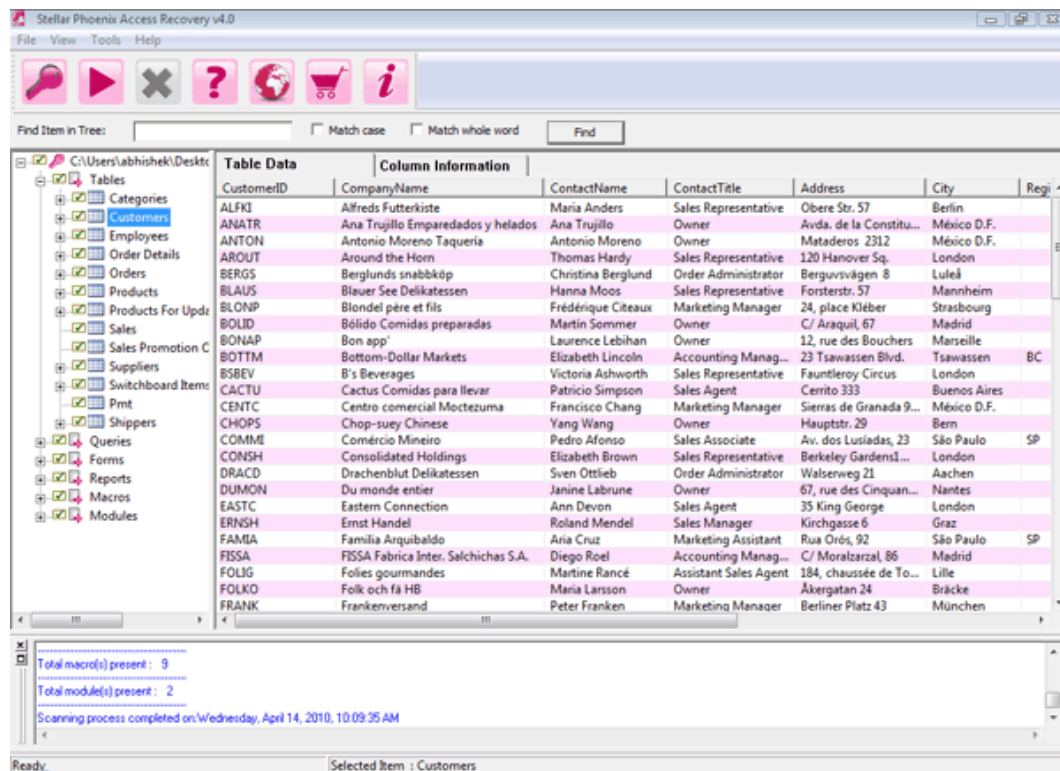 Stellar Phoenix Access Recovery v4.0
File View Tools Help
Find Item in Tree: Match case Match whole word Find
C:\Users\abhishek\Deskto
Tables
Categories
Customers
Employees
Order Details
Orders
Products
Products For Upda
Sales
Sales Promotion C
Suppliers
Switchboard Items
Pmt
Shippers
Queries
Forms
Reports
Macros
Modules
Table Data Column Information
CustomerID CompanyName ContactName ContactTitle Address City Regi
ALFKI Alfreds Futterkiste Maria Anders Sales Representative Obere Str. 57 Berlin
ANATR Ana Trujillo Emparedados y helados Ana Trujillo Owner Avda. de la Constitu... México D.F.
ANTON Antonio Moreno Taquería Antonio Moreno Owner Mataderos 2312 México D.F.
AROUT Around the Horn Thomas Hardy Sales Representative 120 Hanover Sq. London
BERGS Berglunds snabbköp Christina Berglund Order Administrator Berguvsvägen 8 Luleå
BLAUS Blauer See Delikatessen Hanna Moos Sales Representative Forsterstr. 57 Mannheim
BLONP Blondel père et fils Frédérique Citeaux Marketing Manager 24, place Kléber Strasbourg
BOLID Bólido Comidas preparadas Martín Sommer Owner C/ Araquil, 67 Madrid
BONAP Bon app' Laurence Lebihan Owner 12, rue des Bouchers Marseille
BOTTM Bottom-Dollar Markets Elizabeth Lincoln Accounting Manag... 23 Tsawassen Blvd. Tsawassen BC
BSBEV B's Beverages Victoria Ashworth Sales Representative Fauntleroy Circus London
CACTU Cactus Comidas para llevar Patricio Simpson Sales Agent Cerrito 333 Buenos Aires
CENTC Centro comercial Moctezuma Francisco Chang Marketing Manager Sierras de Granada 9... México D.F.
CHOPS Chop-suey Chinese Yang Wang Owner Hauptstr. 29 Bern
COMMI Comércio Mineiro Pedro Afonso Sales Associate Av. dos Lusíadas, 23 São Paulo SP
CONSH Consolidated Holdings Elizabeth Brown Sales Representative Berkeley Gardens1... London
DRACD Drachenblut Delikatessen Sven Ottlieb Order Administrator Walserweg 21 Aachen
DUMON Du monde entier Janine Labrune Owner 67, rue des Cinquan... Nantes
EASTC Eastern Connection Ann Devon Sales Agent 35 King George London
ERNSH Ernst Handel Roland Mendel Sales Manager Kirchgasse 6 Graz
FAMIA Familia Arquibaldo Aria Cruz Marketing Assistant Rua Orós, 92 São Paulo SP
FISSA FISSA Fabrica Inter. Salchichas S.A. Diego Roel Accounting Manag... C/ Moralzarzal, 86 Madrid
FOLIG Folies gourmandes Martine Rancé Assistant Sales Agent 184, chaussée de To... Lille
FOLKO Folk och fä HB Maria Larsson Owner Åkergatan 24 Bräcke
FRANK Frankenversand Peter Franken Marketing Manager Berliner Platz 43 München
Total macro(s) present : 9
Total module(s) present : 2
Scanning process completed on:Wednesday, April 14, 2010, 10:09:35 AM
Ready Selected Item : Customers